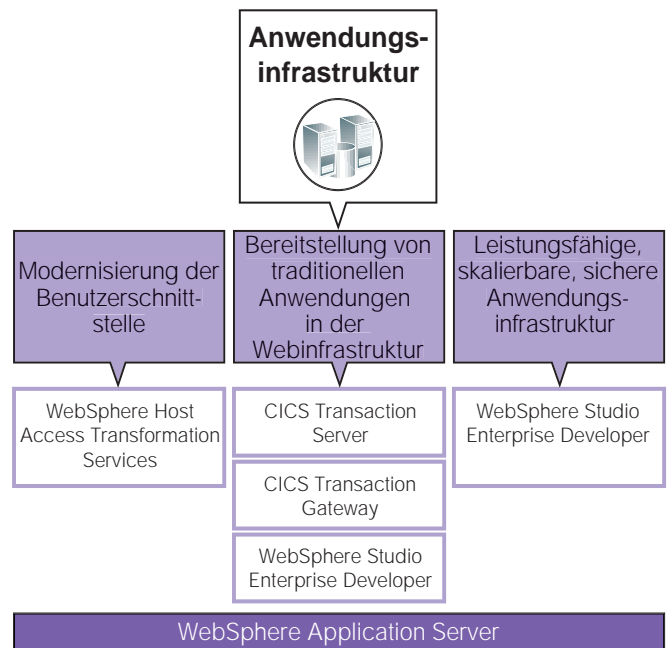 Anwendungs-
infrastruktur
Modernisierung der
Benutzerschnitt-
stelle
Bereitstellung von
traditionellen
Anwendungen
in der
Webinfrastruktur
Leistungsfähige,
skalierbare, sichere
Anwendungs-
infrastruktur
WebSphere Host
Access Transformation
Services
CICS Transaction
Server
CICS Transaction
Gateway
WebSphere Studio
Enterprise Developer
WebSphere Studio
Enterprise Developer
WebSphere Application Server